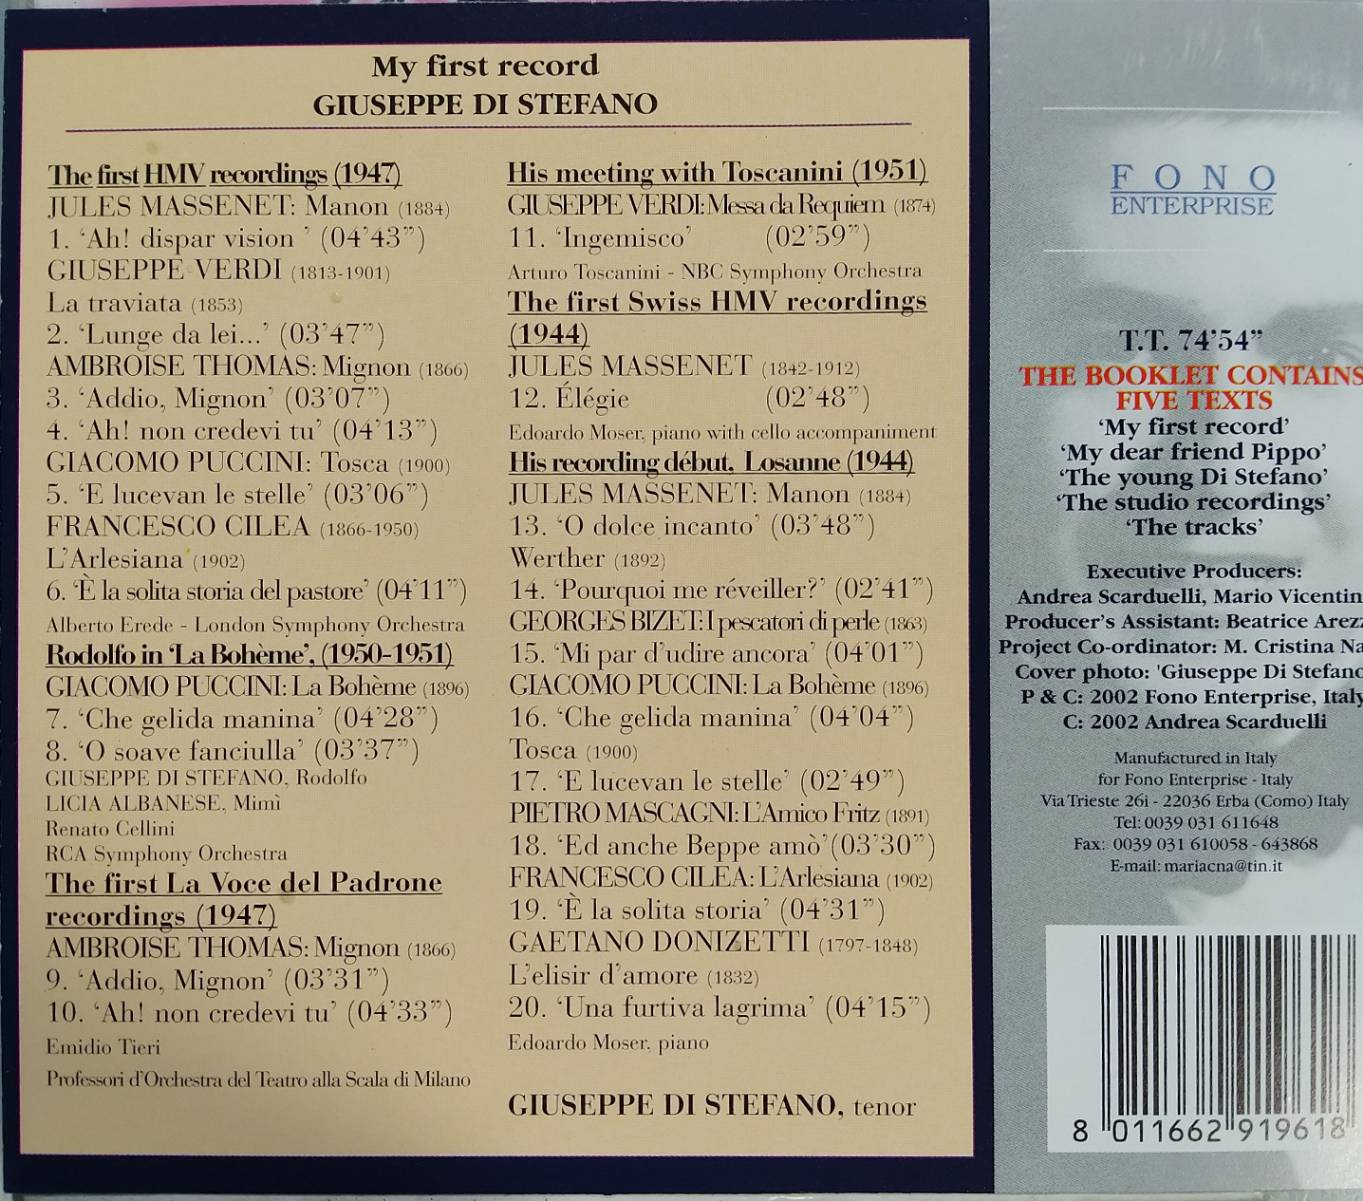 My first record
GIUSEPPE DI STEFANO
The first HMV recordings (1947)
JULES MASSENET: Manon (1884)
1. ‘Ah! dispar vision ’ (04’43”)
GIUSEPPE VERDI (1813-1901)
La traviata (1853)
2. ‘Lunge da lei...’ (03’47”)
AMBROISE THOMAS: Mignon (1866)
3. ‘Addio, Mignon’ (03’07”)
4. ‘Ah! non credevi tu’ (04’13”)
GIACOMO PUCCINI: Tosca (1900)
5. ‘E lucevan le stelle’ (03’06”)
FRANCESCO CILEA (1866-1950)
L’Arlesiana (1902)
6. ‘È la solita storia del pastore’ (04’11”)
Alberto Erede - London Symphony Orchestra
Rodolfo in ‘La Bohème’, (1950-1951)
GIACOMO PUCCINI: La Bohème (1896)
7. ‘Che gelida manina’ (04’28”)
8. ‘O soave fanciulla’ (03’37”)
GIUSEPPE DI STEFANO, Rodolfo
LICIA ALBANESE, Mimì
Renato Cellini
RCA Symphony Orchestra
The first La Voce del Padrone
recordings (1947)
AMBROISE THOMAS: Mignon (1866)
9. ‘Addio, Mignon’ (03’31”)
10. ‘Ah! non credevi tu’ (04’33”)
Emidio Tieri
Professori d’Orchestra del Teatro alla Scala di Milano
His meeting with Toscanini (1951)
GIUSEPPE VERDI: Messa da Requiem (1874)
11. ‘Ingemisco’ (02’59”)
Arturo Toscanini - NBC Symphony Orchestra
The first Swiss HMV recordings
(1944)
JULES MASSENET (1842-1912)
12. Élégie (02’48”)
Edoardo Moser, piano with cello accompaniment
His recording début, Losanne (1944)
JULES MASSENET: Manon (1884)
13. ‘O dolce incanto’ (03’48”)
Werther (1892)
14. ‘Pourquoi me réveiller?’ (02’41”)
GEORGES BIZET: I pescatori di perle (1863)
15. ‘Mi par d’udire ancora’ (04’01”)
GIACOMO PUCCINI: La Bohème (1896)
16. ‘Che gelida manina’ (04’04”)
Tosca (1900)
17. ‘E lucevan le stelle’ (02’49”)
PIETRO MASCAGNI: L’Amico Fritz (1891)
18. ‘Ed anche Beppe amò’ (03’30”)
FRANCESCO CILEA: L’Arlesiana (1902)
19. ‘È la solita storia’ (04’31”)
GAETANO DONIZETTI (1797-1848)
L’elisir d’amore (1832)
20. ‘Una furtiva lagrima’ (04’15”)
Edoardo Moser, piano
GIUSEPPE DI STEFANO, tenor
FONO
ENTERPRISE
T.T. 74’54”
THE BOOKLET CONTAINS
FIVE TEXTS
‘My first record’
‘My dear friend Pippo’
‘The young Di Stefano’
‘The studio recordings’
‘The tracks’
Executive Producers:
Andrea Scarduelli, Mario Vicentin
Producer’s Assistant: Beatrice Arezz
Project Co-ordinator: M. Cristina Na
Cover photo: 'Giuseppe Di Stefano
P & C: 2002 Fono Enterprise, Italy
C: 2002 Andrea Scarduelli
Manufactured in Italy
for Fono Enterprise - Italy
Via Trieste 26i - 22036 Erba (Como) Italy
Tel: 0039 031 611648
Fax: 0039 031 610058 - 643868
E-mail: mariacna@tin.it
8 011662 919618